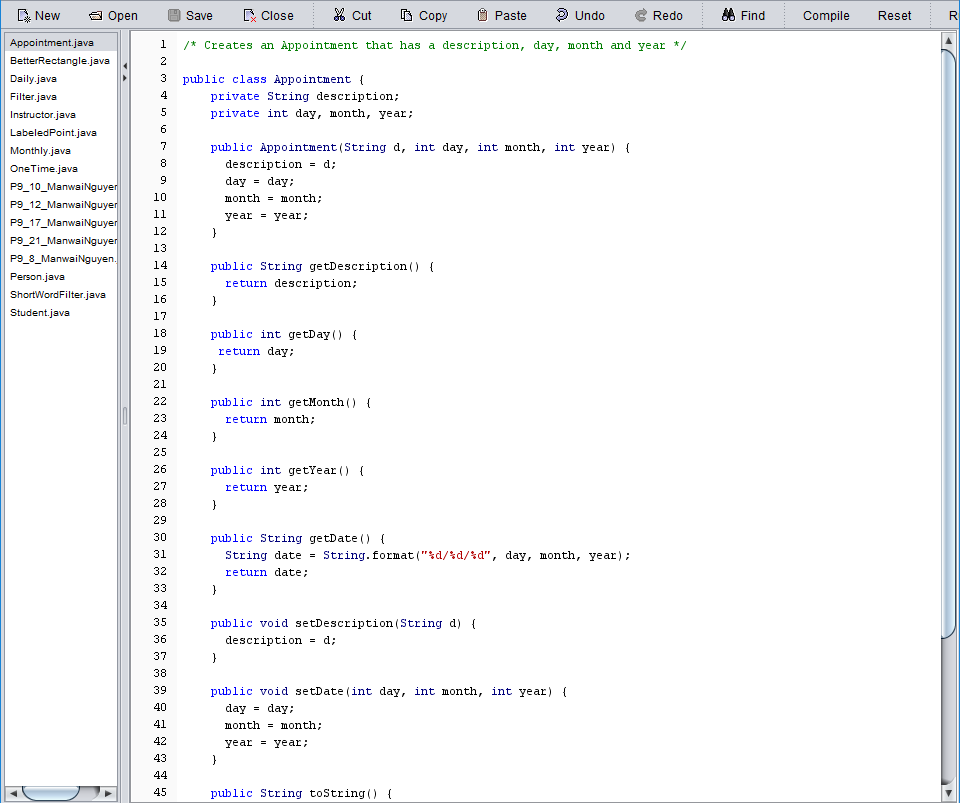 New Open Save Close Cut Copy Paste Undo Redo Find Compile Reset R
Appointment.java
BetterRectangle.java
Daily.java
Filter.java
Instructor.java
LabeledPoint.java
Monthly.java
OneTime.java
P9_10_ManwaiNguyen
P9_12_ManwaiNguyen
P9_17_ManwaiNguyen
P9_21_ManwaiNguyen
P9_8_ManwaiNguyen.
Person.java
ShortWordFilter.java
Student.java
1 /* Creates an Appointment that has a description, day, month and year */
2
3 public class Appointment {
4 private String description;
5 private int day, month, year;
6
7 public Appointment(String d, int day, int month, int year) {
8 description = d;
9 day = day;
10 month = month;
11 year = year;
12 }
13
14 public String getDescription() {
15 return description;
16 }
17
18 public int getDay() {
19 return day;
20 }
21
22 public int getMonth() {
23 return month;
24 }
25
26 public int getYear() {
27 return year;
28 }
29
30 public String getDate() {
31 String date = String.format("%d/%d/%d", day, month, year);
32 return date;
33 }
34
35 public void setDescription(String d) {
36 description = d;
37 }
38
39 public void setDate(int day, int month, int year) {
40 day = day;
41 month = month;
42 year = year;
43 }
44
45 public String toString() {